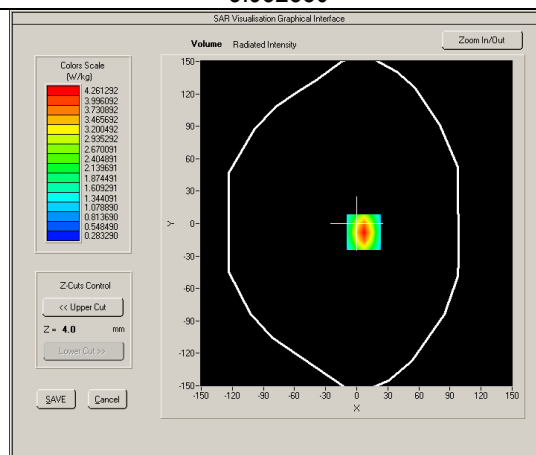 SAR Visualisation Graphical Interface
Volume Radiated Intensity
Zoom In/Out
Colors Scale
(W/kg)
4.261292
3.996092
3.730892
3.465692
3.200492
2.935292
2.670091
2.404891
2.139691
1.874491
1.609291
1.344091
1.078890
0.813690
0.548490
0.283290
Z-Cuts Control
<< Upper Cut
Z = 4.0 mm
Lower Cut >>
SAVE
Cancel
Y
150
120
90
60
30
0
-30
-60
-90
-120
-150
-150 -120 -90 -60 -30 0 30 60 90 120 150
X